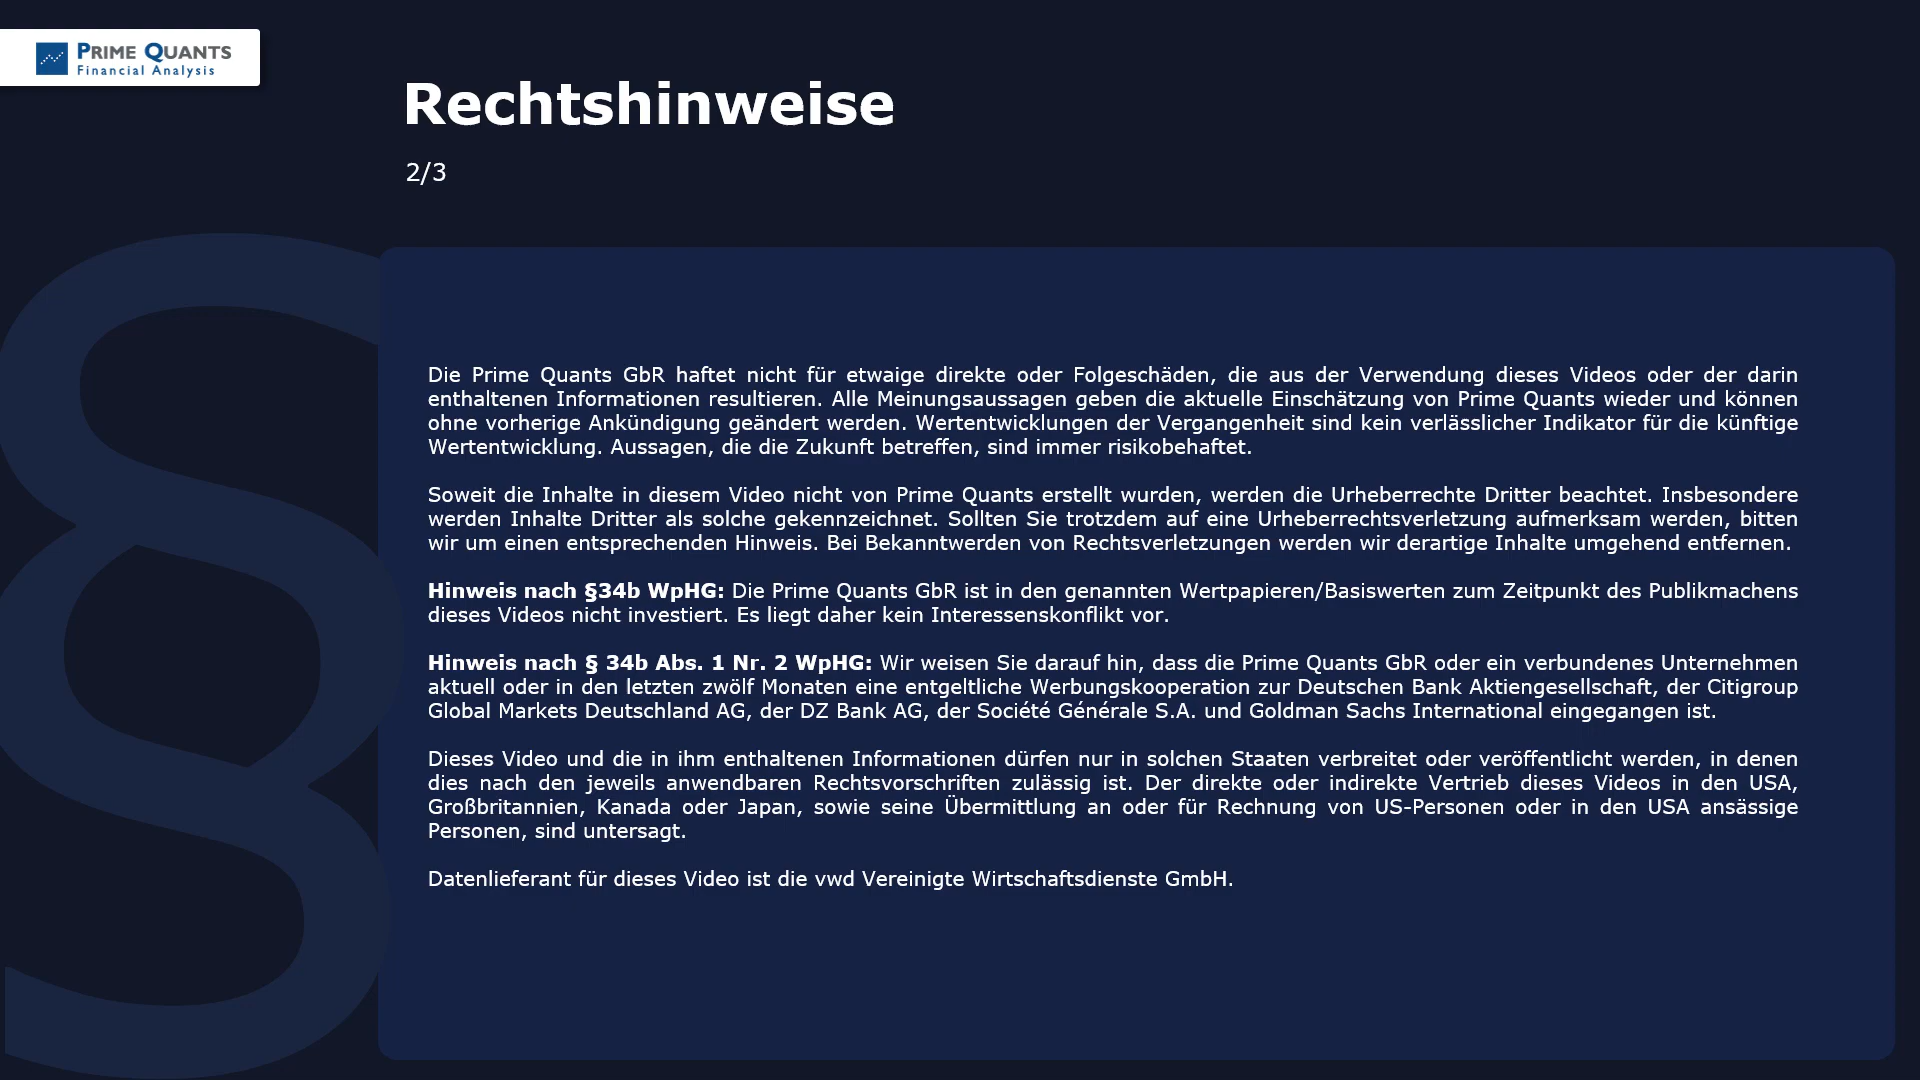 PRIME QUANTS
Financial Analysis
Rechtshinweise
2/3
Die Prime Quants GbR haftet nicht für etwaige direkte oder Folgeschäden, die aus der Verwendung dieses Videos oder der darin
enthaltenen Informationen resultieren. Alle Meinungsaussagen geben die aktuelle Einschätzung von Prime Quants wieder und können
ohne vorherige Ankündigung geändert werden. Wertentwicklungen der Vergangenheit sind kein verlässlicher Indikator für die künftige
Wertentwicklung. Aussagen, die die Zukunft betreffen, sind immer risikobehaftet.
Soweit die Inhalte in diesem Video nicht von Prime Quants erstellt wurden, werden die Urheberrechte Dritter beachtet. Insbesondere
werden Inhalte Dritter als solche gekennzeichnet. Sollten Sie trotzdem auf eine Urheberrechtsverletzung aufmerksam werden, bitten
wir um einen entsprechenden Hinweis. Bei Bekanntwerden von Rechtsverletzungen werden wir derartige Inhalte umgehend entfernen.
Hinweis nach §34b WpHG: Die Prime Quants GbR ist in den genannten Wertpapieren/Basiswerten zum Zeitpunkt des Publikmachens
dieses Videos nicht investiert. Es liegt daher kein Interessenskonflikt vor.
Hinweis nach § 34b Abs. 1 Nr. 2 WpHG: Wir weisen Sie darauf hin, dass die Prime Quants GbR oder ein verbundenes Unternehmen
aktuell oder in den letzten zwölf Monaten eine entgeltliche Werbungskooperation zur Deutschen Bank Aktiengesellschaft, der Citigroup
Global Markets Deutschland AG, der DZ Bank AG, der Société Générale S.A. und Goldman Sachs International eingegangen ist.
Dieses Video und die in ihm enthaltenen Informationen dürfen nur in solchen Staaten verbreitet oder veröffentlicht werden, in denen
dies nach den jeweils anwendbaren Rechtsvorschriften zulässig ist. Der direkte oder indirekte Vertrieb dieses Videos in den USA,
Großbritannien, Kanada oder Japan, sowie seine Übermittlung an oder für Rechnung von US-Personen oder in den USA ansässige
Personen, sind untersagt.
Datenlieferant für dieses Video ist die vwd Vereinigte Wirtschaftsdienste GmbH.
§